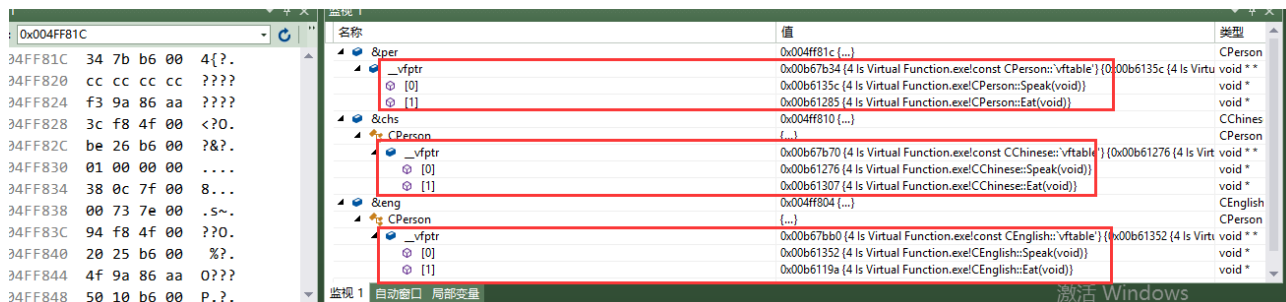 监视 1
0x004FF81C
名称 值 类型
04FF81C 34 7b b6 00 4{?.
04FF820 cc cc cc cc ????
04FF824 f3 9a 86 aa ????
04FF828 3c f8 4f 00 <?O.
04FF82C be 26 b6 00 ?&?.
04FF830 01 00 00 00 ....
04FF834 38 0c 7f 00 8...
04FF838 00 73 7e 00 .s~.
04FF83C 94 f8 4f 00 ??O.
04FF840 20 25 b6 00 %?.
04FF844 4f 9a 86 aa O???
04FF848 50 10 b6 00 P.?.
&per 0x004ff81c {...} CPerson
__vfptr 0x00b67b34 {4 Is Virtual Function.exe!const CPerson::`vftable'} {0x00b6135c {4 Is Virtu void * *
[0] 0x00b6135c {4 Is Virtual Function.exe!CPerson::Speak(void)} void *
[1] 0x00b61285 {4 Is Virtual Function.exe!CPerson::Eat(void)} void *
&chs 0x004ff810 {...} CChines
CPerson {...} CPerson
__vfptr 0x00b67b70 {4 Is Virtual Function.exe!const CChinese::`vftable'} {0x00b61276 {4 Is Virt void * *
[0] 0x00b61276 {4 Is Virtual Function.exe!CChinese::Speak(void)} void *
[1] 0x00b61307 {4 Is Virtual Function.exe!CChinese::Eat(void)} void *
&eng 0x004ff804 {...} CEnglish
CPerson {...} CPerson
__vfptr 0x00b67bb0 {4 Is Virtual Function.exe!const CEnglish::`vftable'} {0x00b61352 {4 Is Virtu void * *
[0] 0x00b61352 {4 Is Virtual Function.exe!CEnglish::Speak(void)} void *
[1] 0x00b6119a {4 Is Virtual Function.exe!CEnglish::Eat(void)} void *
监视 1 自动窗口 局部变量
激活 Windows